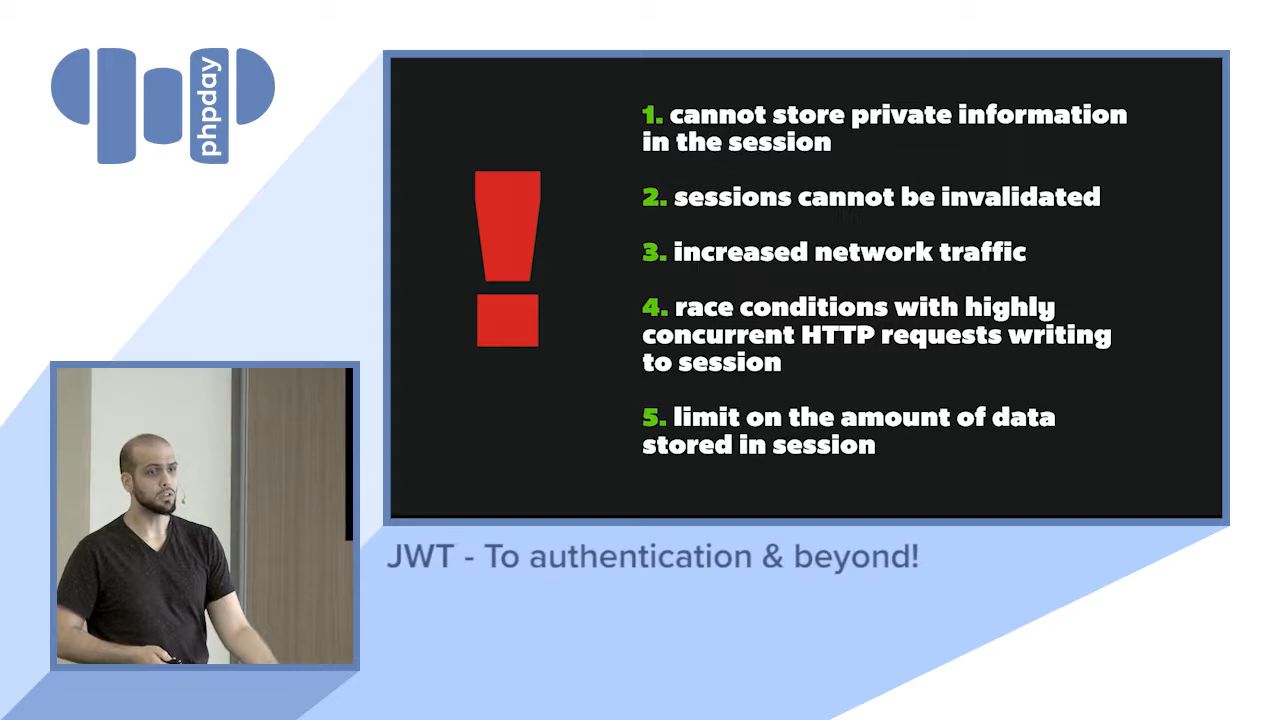 phpday
1. cannot store private information
in the session
2. sessions cannot be invalidated
3. increased network traffic
4. race conditions with highly
concurrent HTTP requests writing
to session
5. limit on the amount of data
stored in session
!
JWT - To authentication & beyond!